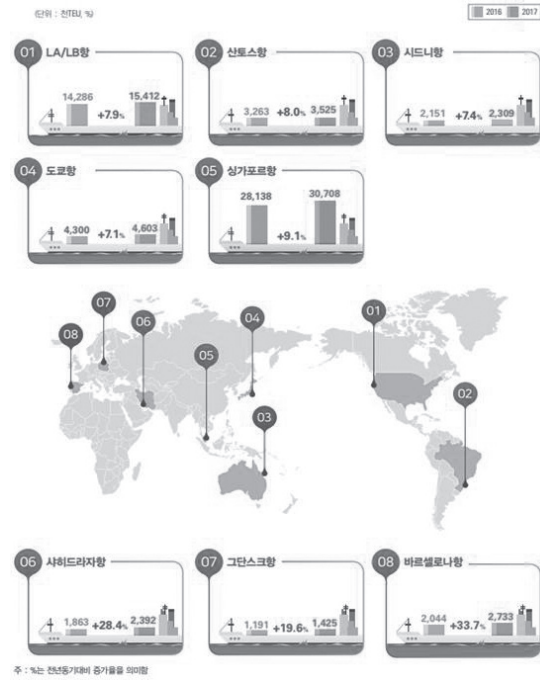 (단위 : 천TEU, %)
2016 2017
01 LA/LB항
14,286 +7.9% 15,412
02 산토스항
3,263 +8.0% 3,525
03 시드니항
2,151 +7.4% 2,309
04 도쿄항
4,300 +7.1% 4,603
05 싱가포르항
28,138 +9.1% 30,708
07
06
04
01
08
05
02
03
06 샤히드라자항
1,863 +28.4% 2,392
07 그단스크항
1,191 +19.6% 1,425
08 바르셀로나항
2,044 +33.7% 2,733
주 : %는 전년동기대비 증가율을 의미함